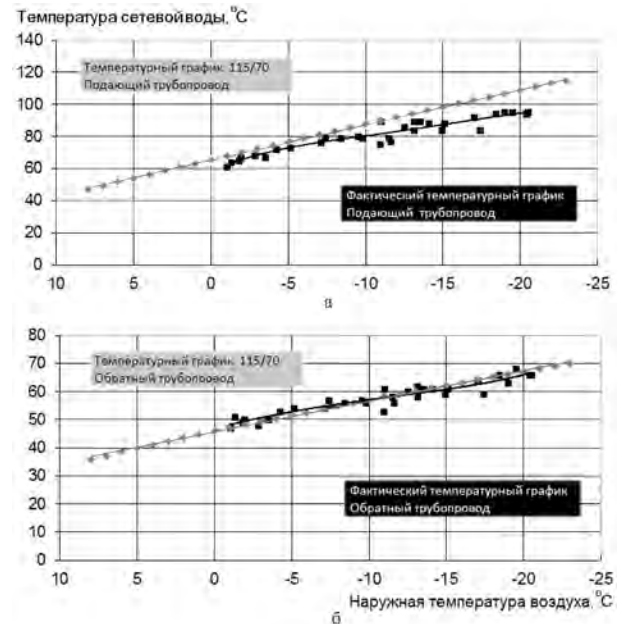 Температура сетевой воды, °С
140
Температурный график 115/70
Подающий трубопровод
120
100
80
60
Фактический температурный график
Подающий трубопровод
40
20
0
10 5 0 -5 -10 -15 -20 -25
а
80
Температурный график 115/70
Обратный трубопровод
70
60
50
40
30
Фактический температурный график
Обратный трубопровод
20
10
0
10 5 0 -5 -10 -15 -20 -25
Наружная температура воздуха, °С
б